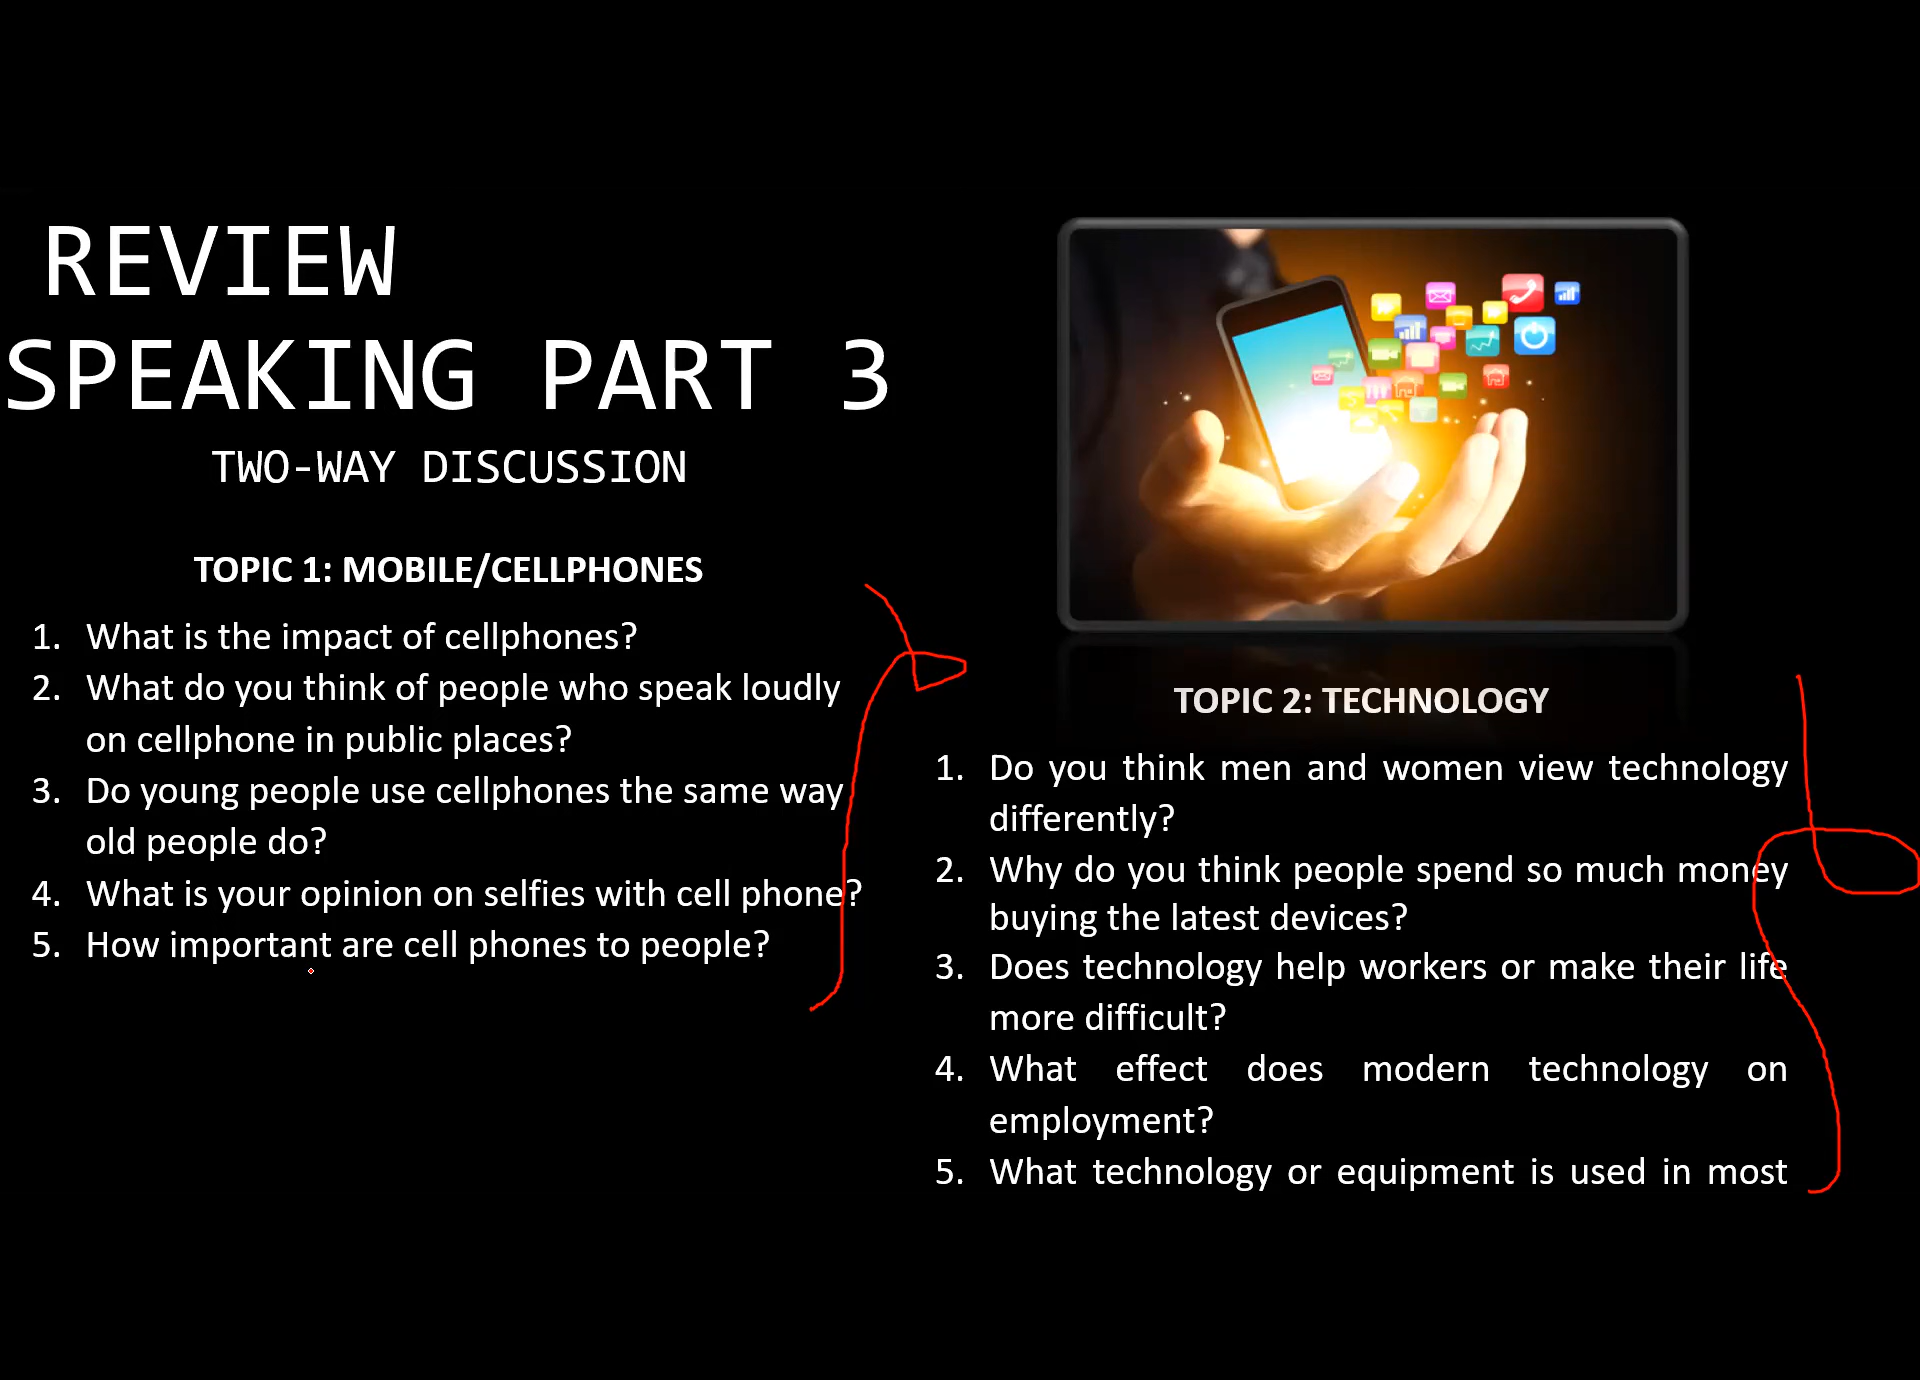 REVIEW
SPEAKING PART 3
TWO-WAY DISCUSSION
TOPIC 1: MOBILE/CELLPHONES
1. What is the impact of cellphones?
2. What do you think of people who speak loudly
on cellphone in public places?
3. Do young people use cellphones the same way
old people do?
4. What is your opinion on selfies with cell phone?
5. How important are cell phones to people?
TOPIC 2: TECHNOLOGY
1. Do you think men and women view technology
differently?
2. Why do you think people spend so much money
buying the latest devices?
3. Does technology help workers or make their life
more difficult?
4. What effect does modern technology on
employment?
5. What technology or equipment is used in most